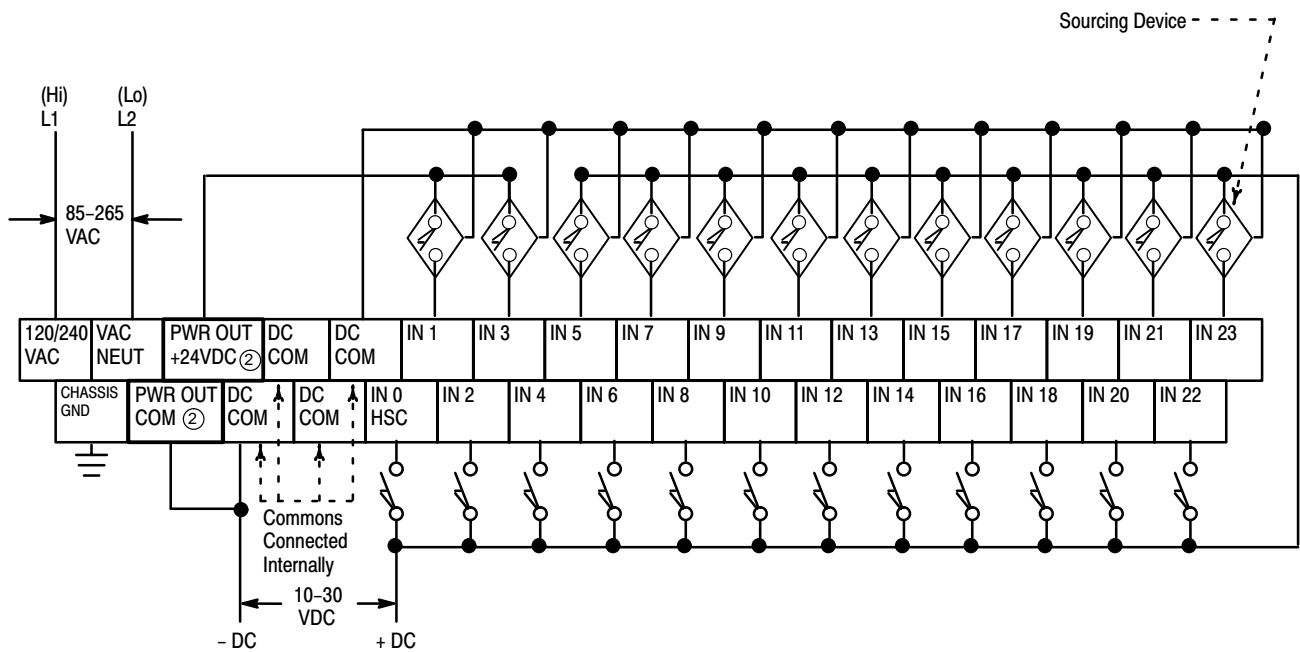 Sourcing Device
(Hi)
L1
(Lo)
L2
85–265
VAC
120/240
VAC
VAC
NEUT
PWR OUT
+24VDC ②
DC
COM
DC
COM
IN 1
IN 3
IN 5
IN 7
IN 9
IN 11
IN 13
IN 15
IN 17
IN 19
IN 21
IN 23
CHASSIS
GND
PWR OUT
COM ②
DC
COM
DC
COM
IN 0
HSC
IN 2
IN 4
IN 6
IN 8
IN 10
IN 12
IN 14
IN 16
IN 18
IN 20
IN 22
Commons
Connected
Internally
10–30
VDC
– DC
+ DC